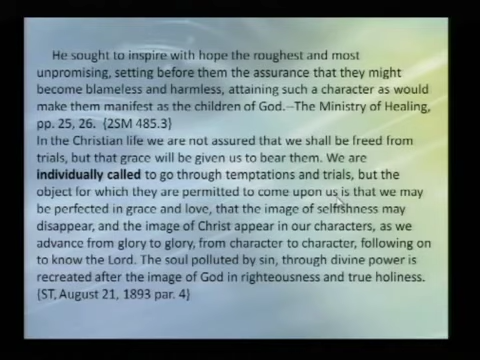 He sought to inspire with hope the roughest and most
unpromising, setting before them the assurance that they might
become blameless and harmless, attaining such a character as would
make them manifest as the children of God.--The Ministry of Healing,
pp. 25, 26.  {2SM 485.3}
In the Christian life we are not assured that we shall be freed from
trials, but that grace will be given us to bear them. We are
individually called to go through temptations and trials, but the
object for which they are permitted to come upon us is that we may
be perfected in grace and love, that the image of selfishness may
disappear, and the image of Christ appear in our characters, as we
advance from glory to glory, from character to character, following on
to know the Lord. The soul polluted by sin, through divine power is
recreated after the image of God in righteousness and true holiness.
{ST, August 21, 1893 par. 4}